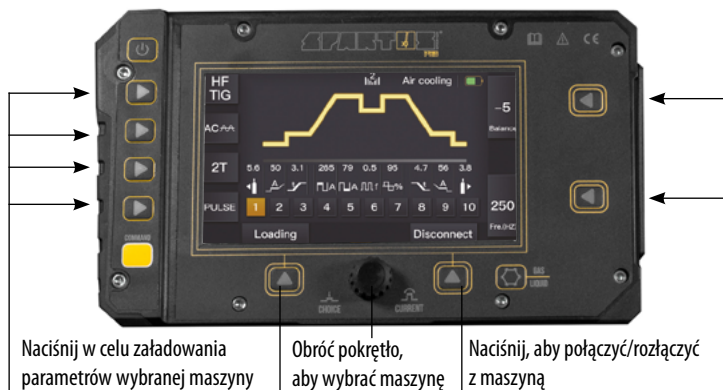 SPARTUS
PRO
HF
TIG
Air cooling
-5
Balance
AC
2T
5.6 50 3.1 265 79 0.5 95 4.7 56 3.8
A A f %
PULSE
1 2 3 4 5 6 7 8 9 10
250
Fre.(HZ)
Loading
Disconnect
COMMAND
CHOICE
CURRENT
GAS
LIQUID
Naciśnij w celu załadowania
parametrów wybranej maszyny
Obróć pokrętło,
aby wybrać maszynę
Naciśnij, aby połączyć/rozłączyć
z maszyną